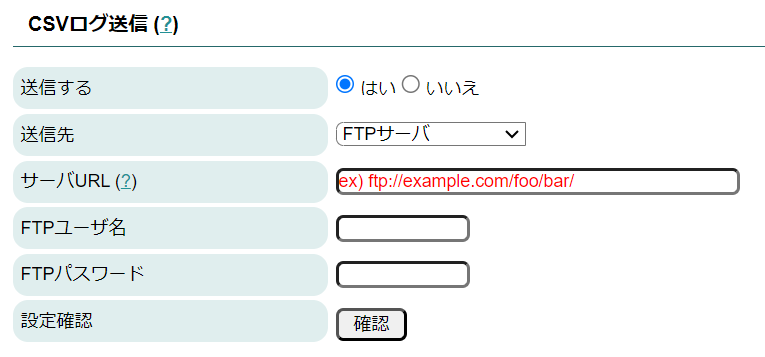 CSVログ送信 (?)
送信する はい いいえ
送信先 FTPサーバ
サーバURL (?) ex) ftp://example.com/foo/bar/
FTPユーザ名
FTPパスワード
設定確認 確認